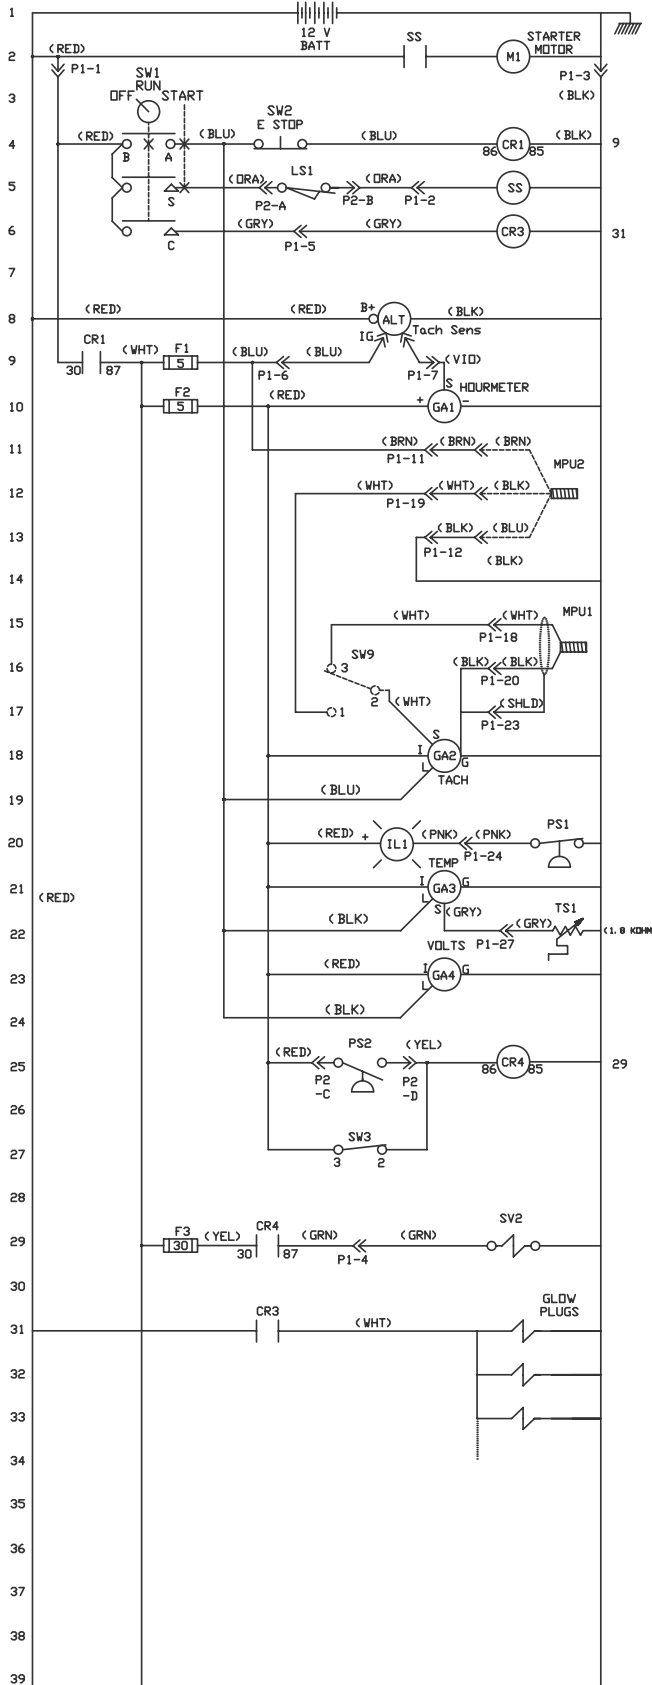 1
12 V
BATT
2 (RED) SS M1 STARTER
MOTOR
P1-1 P1-3
3 (BLK)
SW1
RUN
OFF START
SW2
E STOP
4 (RED) B A (BLU) (BLU) 86 CR1 85 (BLK) 9
LS1
5 S (ORA) (ORA) SS
P2-A P2-B P1-2
6 C (GRY) (GRY) CR3 31
P1-5
7
8 (RED) (RED) B+ ALT (BLK)
IG Tach Sens
CR1
9 30 87 (WHT) F1 5 (BLU) (BLU) (VIO)
P1-6 P1-7
S HOURMETER
10 F2 5 (RED) + GA1 -
11 (BRN) (BRN) (BRN)
P1-11
MPU2
12 (WHT) (WHT) (BLK)
P1-19
13 (BLK) (BLU)
P1-12
(BLK)
14
15 (WHT) (WHT) MPU1
P1-18
SW9
16 3 (BLK) (BLK)
P1-20
2 (WHT)
17 1 (SHLD)
P1-23
18 S I GA2 G
L TACH
19 (BLU)
20 (RED) + IL1 (PNK) (PNK) PS1
P1-24
TEMP
21 I GA3 G
L S
(RED) (BLK) (GRY) TS1
22 (GRY) (1.8 KOHM
P1-27
VOLTS
23 (RED) I GA4 G
L
24 (BLK)
PS2
25 (RED) (YEL) 86 CR4 85 29
P2
-C P2
-D
26
SW3
27 3 2
28
29 F3 30 (YEL) 30 CR4 87 (GRN) (GRN) SV2
P1-4
30
GLOW
PLUGS
31 CR3 (WHT)
32
33
34
35
36
37
38
39